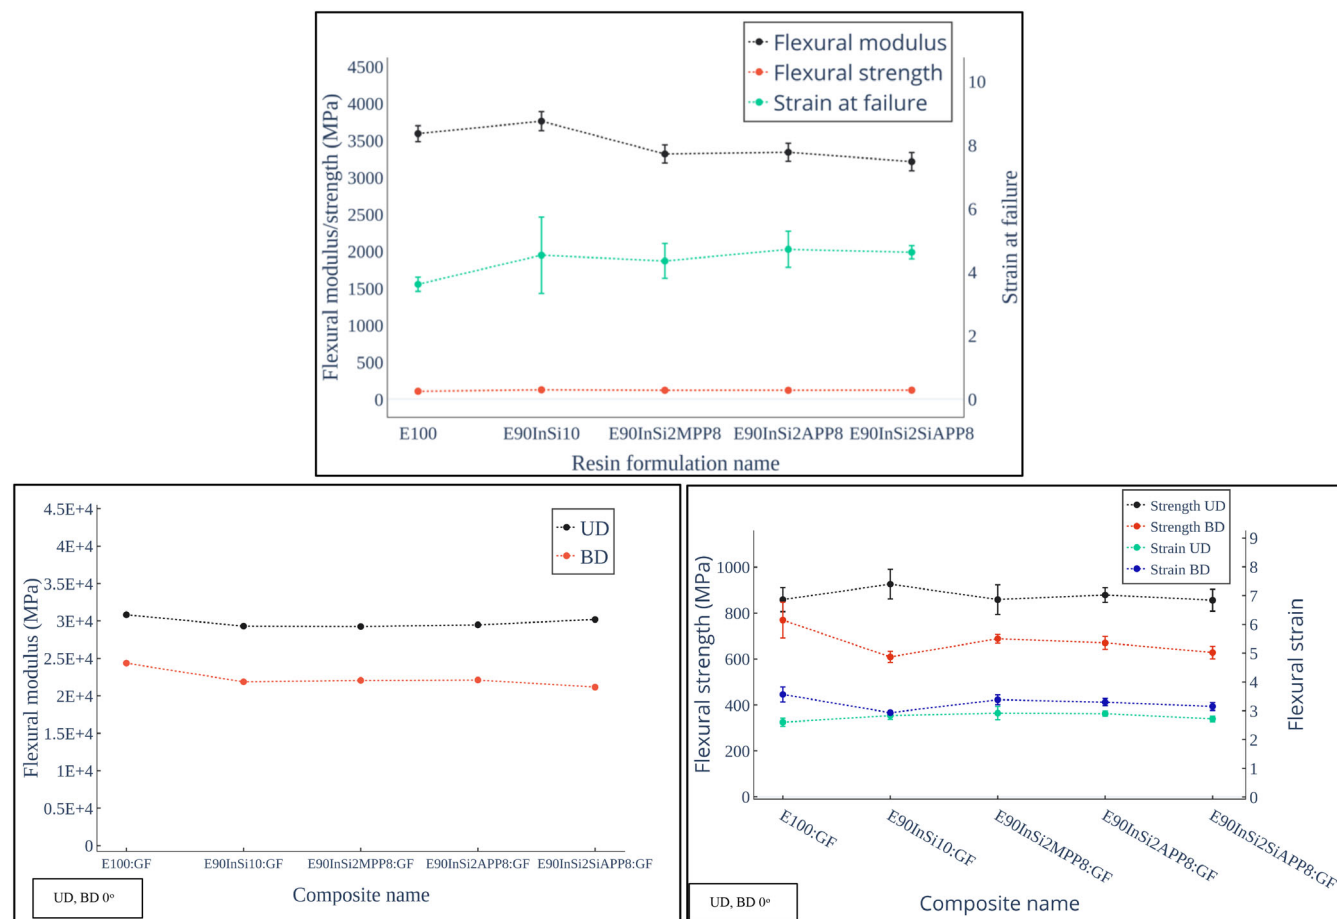 Flexural modulus
Flexural strength
Strain at failure
Flexural modulus/strength (MPa)
4500
4000
3500
3000
2500
2000
1500
1000
500
0
10
8
6
4
2
0
Strain at failure
E100 E90InSi10 E90InSi2MPP8 E90InSi2APP8 E90InSi2SiAPP8
Resin formulation name
UD
BD
Flexural modulus (MPa)
4.5E+4
4E+4
3.5E+4
3E+4
2.5E+4
2E+4
1.5E+4
1E+4
0.5E+4
0
E100:GF E90InSi10:GF E90InSi2MPP8:GF E90InSi2APP8:GF E90InSi2SiAPP8:GF
Composite name
UD, BD 0º
Strength UD
Strength BD
Strain UD
Strain BD
Flexural strength (MPa)
1000
800
600
400
200
0
9
8
7
6
5
4
3
2
1
0
Flexural strain
E100:GF
E90InSi10:GF
E90InSi2MPP8:GF
E90InSi2APP8:GF
E90InSi2SiAPP8:GF
Composite name
UD, BD 0º